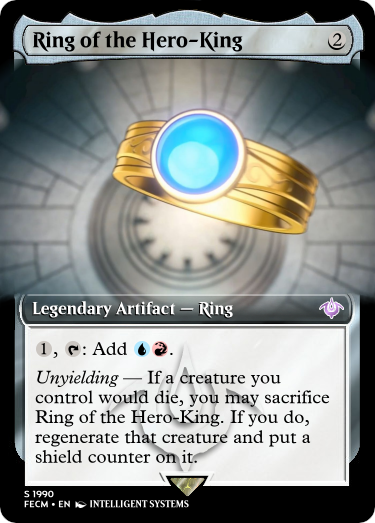 Ring of the Hero-King 2
Legendary Artifact — Ring
1, : Add .
Unyielding — If a creature you
control would die, you may sacrifice
Ring of the Hero-King. If you do,
regenerate that creature and put a
shield counter on it.
S 1990
FECM • EN INTELLIGENT SYSTEMS